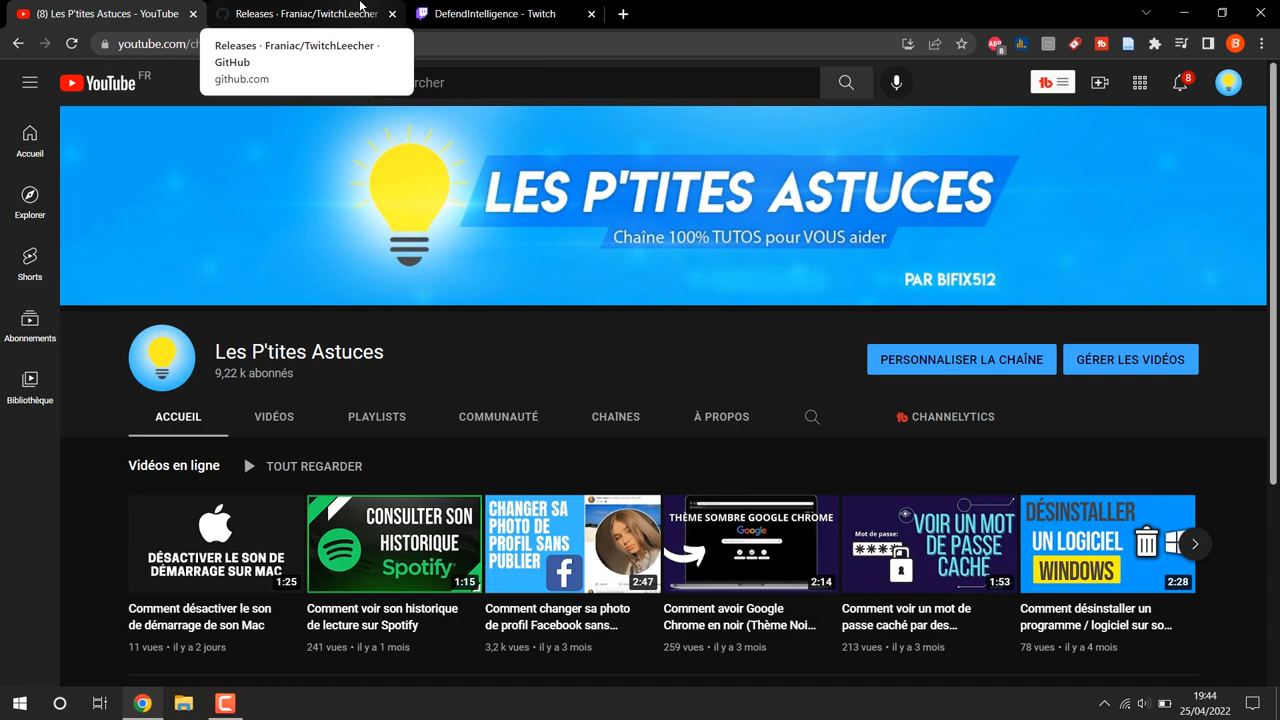 (8) Les P'tites Astuces - YouTube
Releases · Franiac/TwitchLeecher
DefendIntelligence - Twitch
youtube.com/ch
Releases · Franiac/TwitchLeecher ·
GitHub
github.com
8
YouTube FR
rcher
8
LES P'TITES ASTUCES
Chaîne 100% TUTOS pour VOUS aider
PAR BIFIX512
Accueil
Explorer
Shorts
Abonnements
Bibliothèque
Les P'tites Astuces
9,22 k abonnés
PERSONNALISER LA CHAÎNE
GÉRER LES VIDÉOS
ACCUEIL
VIDÉOS
PLAYLISTS
COMMUNAUTÉ
CHAÎNES
À PROPOS
CHANNELYTICS
Vidéos en ligne
TOUT REGARDER
DÉSACTIVER LE SON DE
DÉMARRAGE SUR MAC
1:25
CONSULTER SON
HISTORIQUE
Spotify
1:15
CHANGER SA
PHOTO DE
PROFIL SANS
PUBLIER
2:47
THÈME SOMBRE GOOGLE CHROME
Google
2:14
Mot de passe:
VOIR UN MOT
DE PASSE
CACHÉ
1:53
DÉSINSTALLER
UN LOGICIEL
WINDOWS
2:28
Comment désactiver le son
de démarrage de son Mac
11 vues • il y a 2 jours
Comment voir son historique
de lecture sur Spotify
241 vues • il y a 1 mois
Comment changer sa photo
de profil Facebook sans...
3,2 k vues • il y a 3 mois
Comment avoir Google
Chrome en noir (Thème Noi...
259 vues • il y a 3 mois
Comment voir un mot de
passe caché par des...
213 vues • il y a 3 mois
Comment désinstaller un
programme / logiciel sur so...
78 vues • il y a 4 mois
19:44
25/04/2022